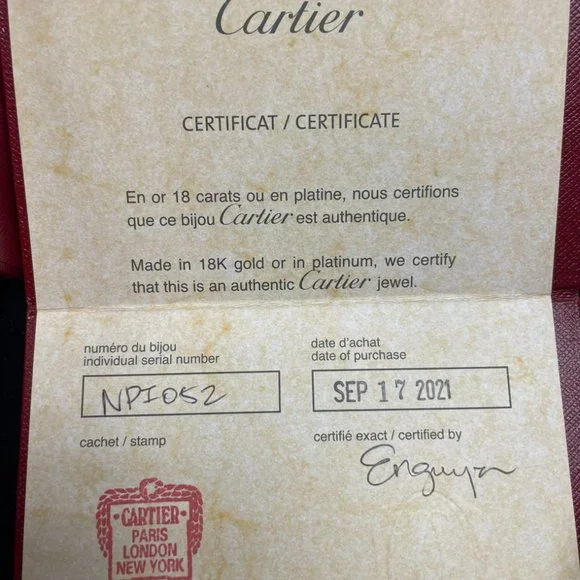 Cartier
CERTIFICAT / CERTIFICATE
En or 18 carats ou en platine, nous certifions
que ce bijou Cartier est authentique.
Made in 18K gold or in platinum, we certify
that this is an authentic Cartier jewel.
numéro du bijou
individual serial number
NPI052
date d'achat
date of purchase
SEP 17 2021
cachet / stamp
certifié exact / certified by
CARTIER
PARIS
LONDON
NEW YORK